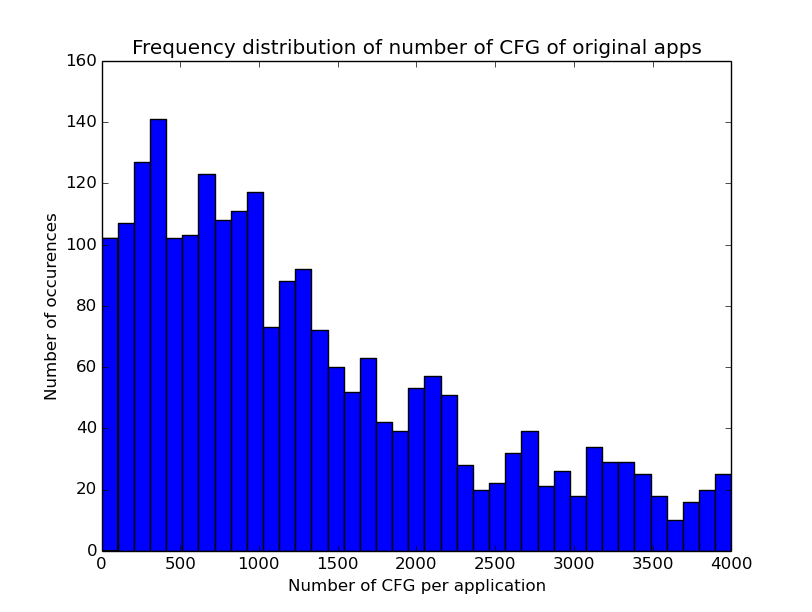 Frequency distribution of number of CFG of original apps
160
140
120
100
80
60
40
20
0
Number of occurences
0 500 1000 1500 2000 2500 3000 3500 4000
Number of CFG per application